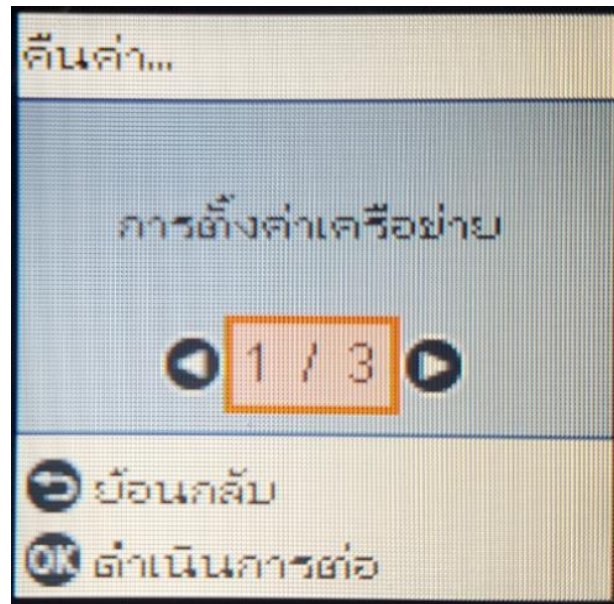 คืนค่า...
การตั้งค่าเครือข่าย
1 / 3
ย้อนกลับ
OK ดำเนินการต่อ